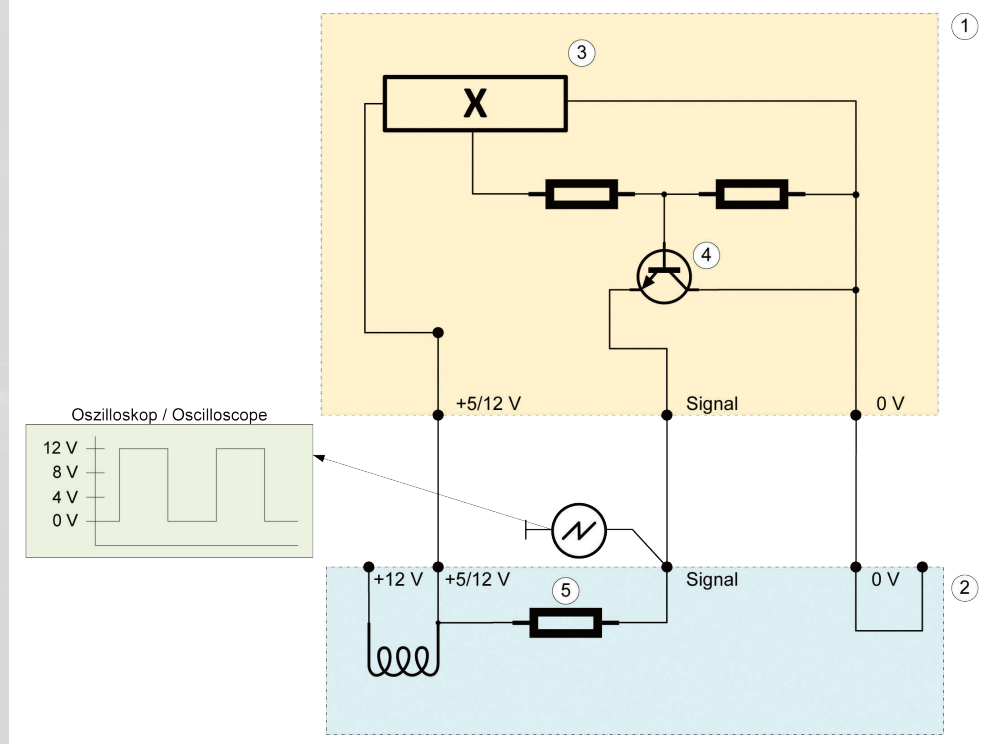 1
3
X
4
+5/12 V
Signal
0 V
Oszilloskop / Oscilloscope
12 V
8 V
4 V
0 V
+12 V
+5/12 V
Signal
0 V
5
2